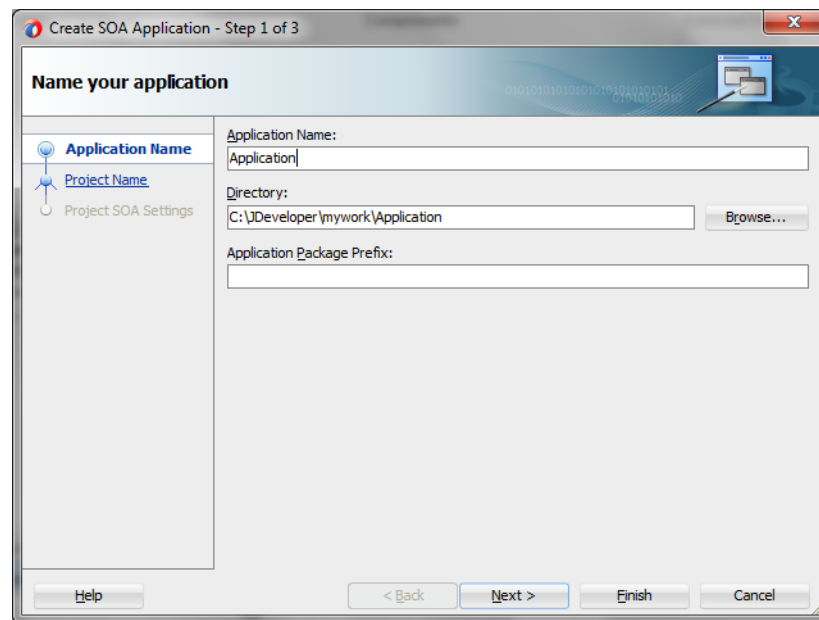 Create SOA Application - Step 1 of 3
Name your application
Application Name
Project Name
Project SOA Settings
Application Name:
Application
Directory:
C:\JDeveloper\mywork\Application
Browse...
Application Package Prefix:
Help
< Back
Next >
Finish
Cancel